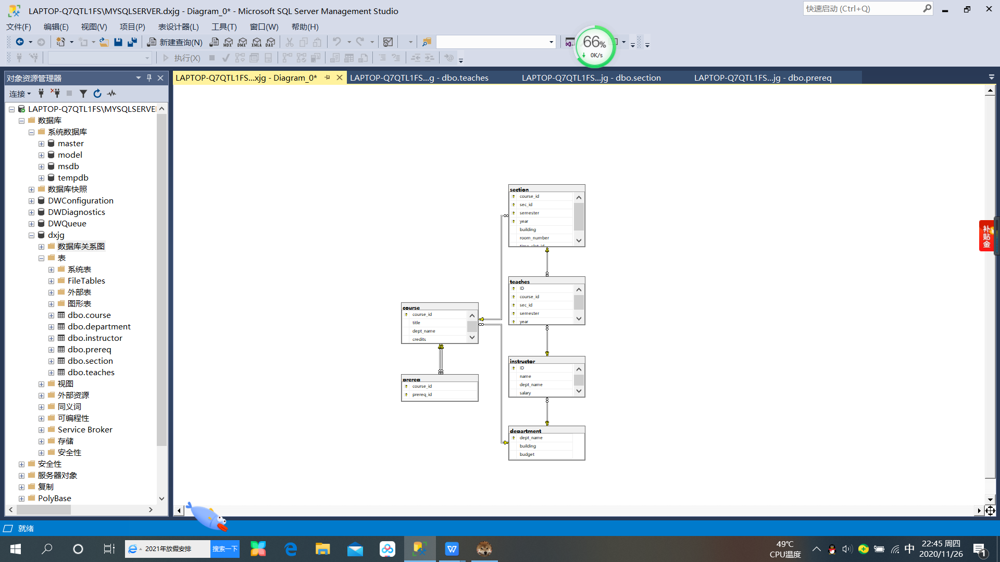 LAPTOP-Q7QTL1FS\MYSQLSERVER.dxjg - Diagram_0* - Microsoft SQL Server Management Studio
快速启动 (Ctrl+Q)
文件(F) 编辑(E) 视图(V) 项目(P) 表设计器(L) 工具(T) 窗口(W) 帮助(H)
新建查询(N) MDX DMX XMLA DAX
66%
0K/s
执行(X)
对象资源管理器
LAPTOP-Q7QTL1FS...xjg - Diagram_0* LAPTOP-Q7QTL1FS...g - dbo.teaches LAPTOP-Q7QTL1FS...jg - dbo.section LAPTOP-Q7QTL1FS...jg - dbo.prereq
连接
LAPTOP-Q7QTL1FS\MYSQLSERVE
数据库
系统数据库
master
model
msdb
tempdb
数据库快照
DWConfiguration
DWDiagnostics
DWQueue
dxjg
数据库关系图
表
系统表
FileTables
外部表
图形表
dbo.course
dbo.department
dbo.instructor
dbo.prereq
dbo.section
dbo.teaches
视图
外部资源
同义词
可编程性
Service Broker
存储
安全性
安全性
服务器对象
复制
PolyBase
section
course_id
sec_id
semester
year
building
room_number
time_slot_id
teaches
ID
course_id
sec_id
semester
year
course
course_id
title
dept_name
credits
prereq
course_id
prereq_id
instructor
ID
name
dept_name
salary
department
dept_name
building
budget
补贴金
就绪
2021年放假安排 搜索一下
49℃
CPU温度
中
22:45 周四
2020/11/26
1